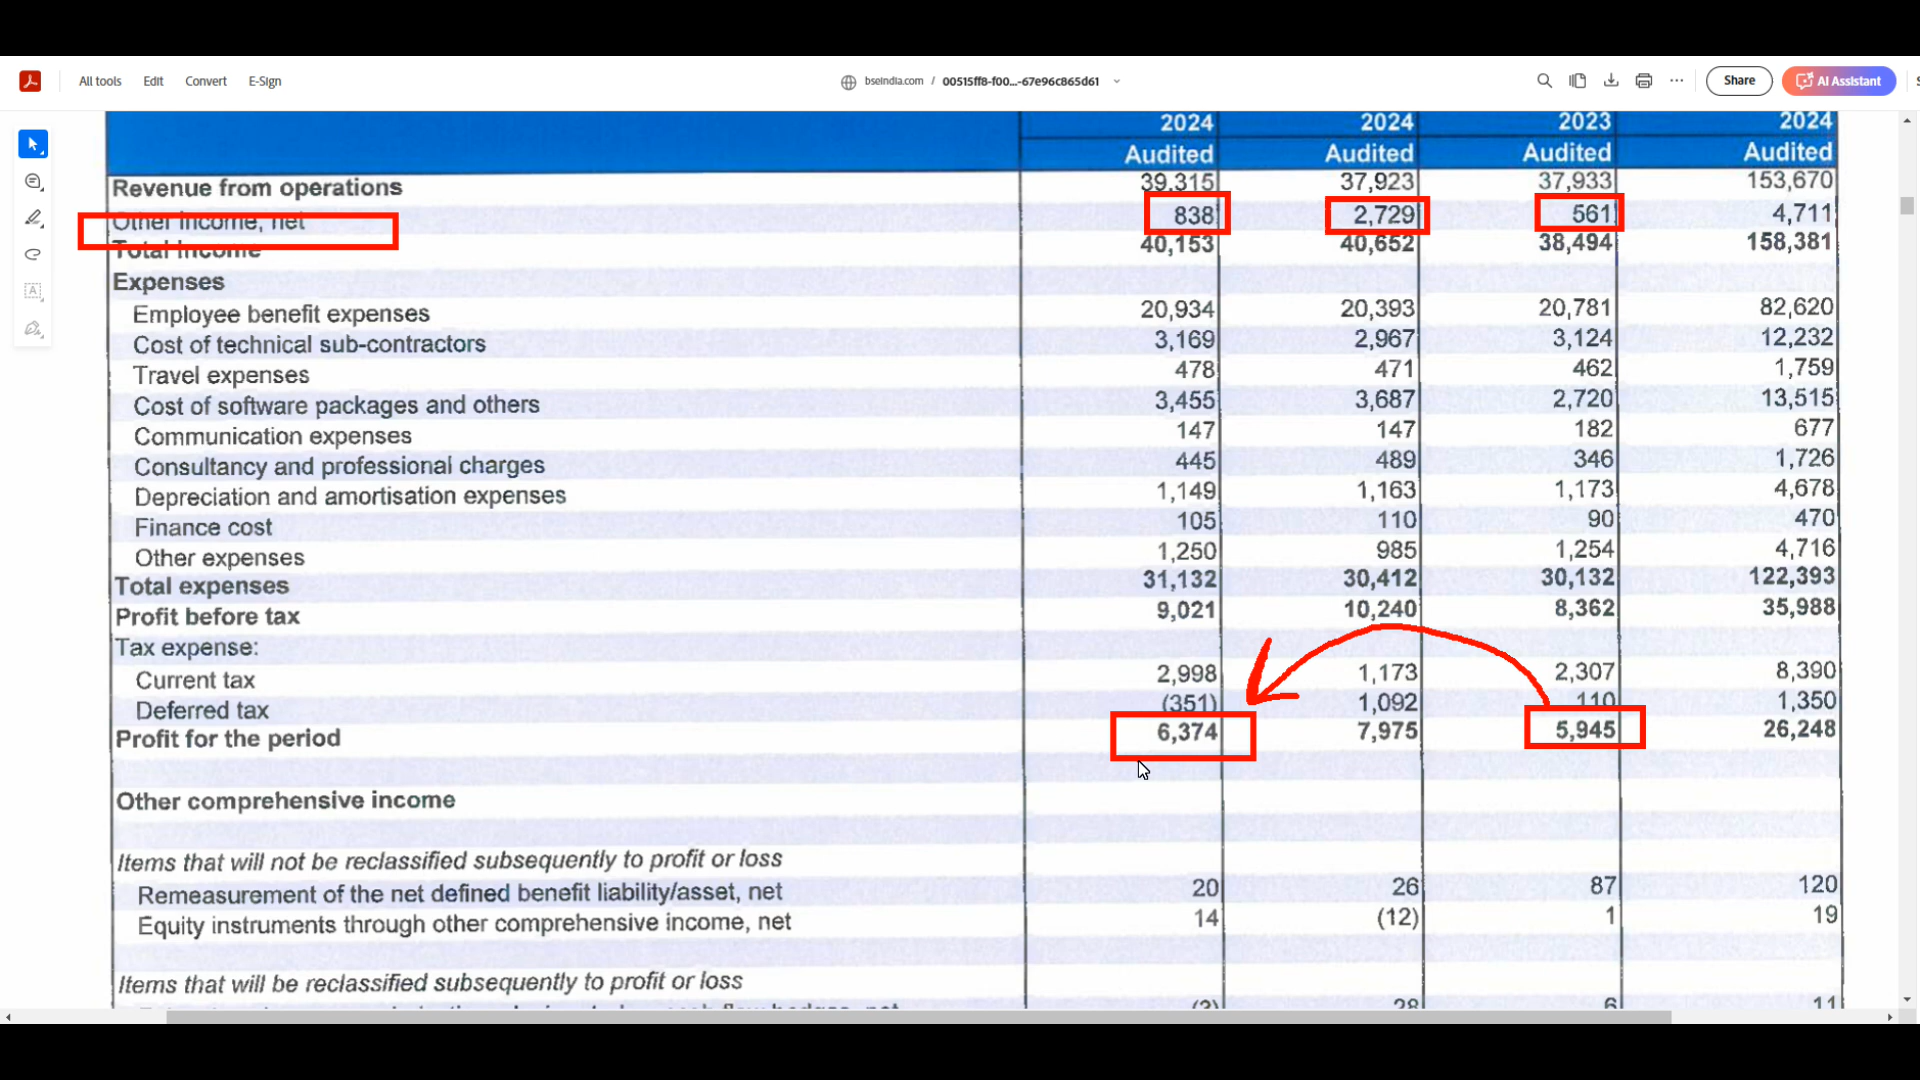 All tools Edit Convert E-Sign bseindia.com / 00515ff8-f00...-67e96c865d61 Share AI Assistant
2024 2024 2023 2024
Audited Audited Audited Audited
Revenue from operations 39,315 37,923 37,933 153,670
Other income, net 838 2,729 561 4,711
Total income 40,153 40,652 38,494 158,381
Expenses
Employee benefit expenses 20,934 20,393 20,781 82,620
Cost of technical sub-contractors 3,169 2,967 3,124 12,232
Travel expenses 478 471 462 1,759
Cost of software packages and others 3,455 3,687 2,720 13,515
Communication expenses 147 147 182 677
Consultancy and professional charges 445 489 346 1,726
Depreciation and amortisation expenses 1,149 1,163 1,173 4,678
Finance cost 105 110 90 470
Other expenses 1,250 985 1,254 4,716
Total expenses 31,132 30,412 30,132 122,393
Profit before tax 9,021 10,240 8,362 35,988
Tax expense:
Current tax 2,998 1,173 2,307 8,390
Deferred tax (351) 1,092 110 1,350
Profit for the period 6,374 7,975 5,945 26,248
Other comprehensive income
Items that will not be reclassified subsequently to profit or loss
Remeasurement of the net defined benefit liability/asset, net 20 26 87 120
Equity instruments through other comprehensive income, net 14 (12) 1 19
Items that will be reclassified subsequently to profit or loss
(3) 28 6 11